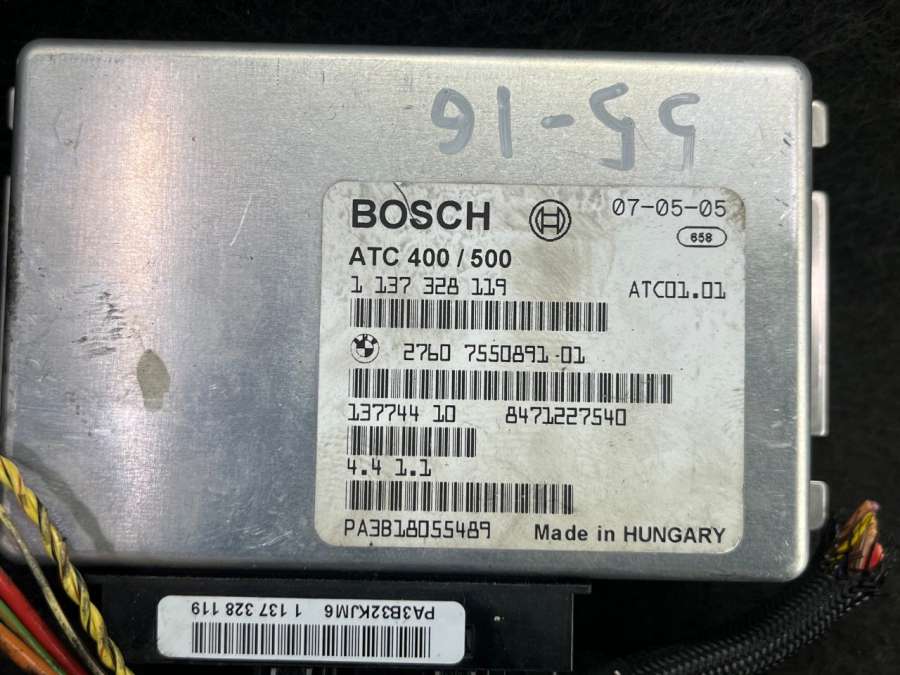 55-16
BOSCH 07-05-05
658
ATC 400 / 500
1 137 328 119 ATC01.01
2760 7550891-01
137744 10 8471227540
4.4 1.1
PA3B18055489 Made in HUNGARY
PA3B32KJM6 1 137 328 119